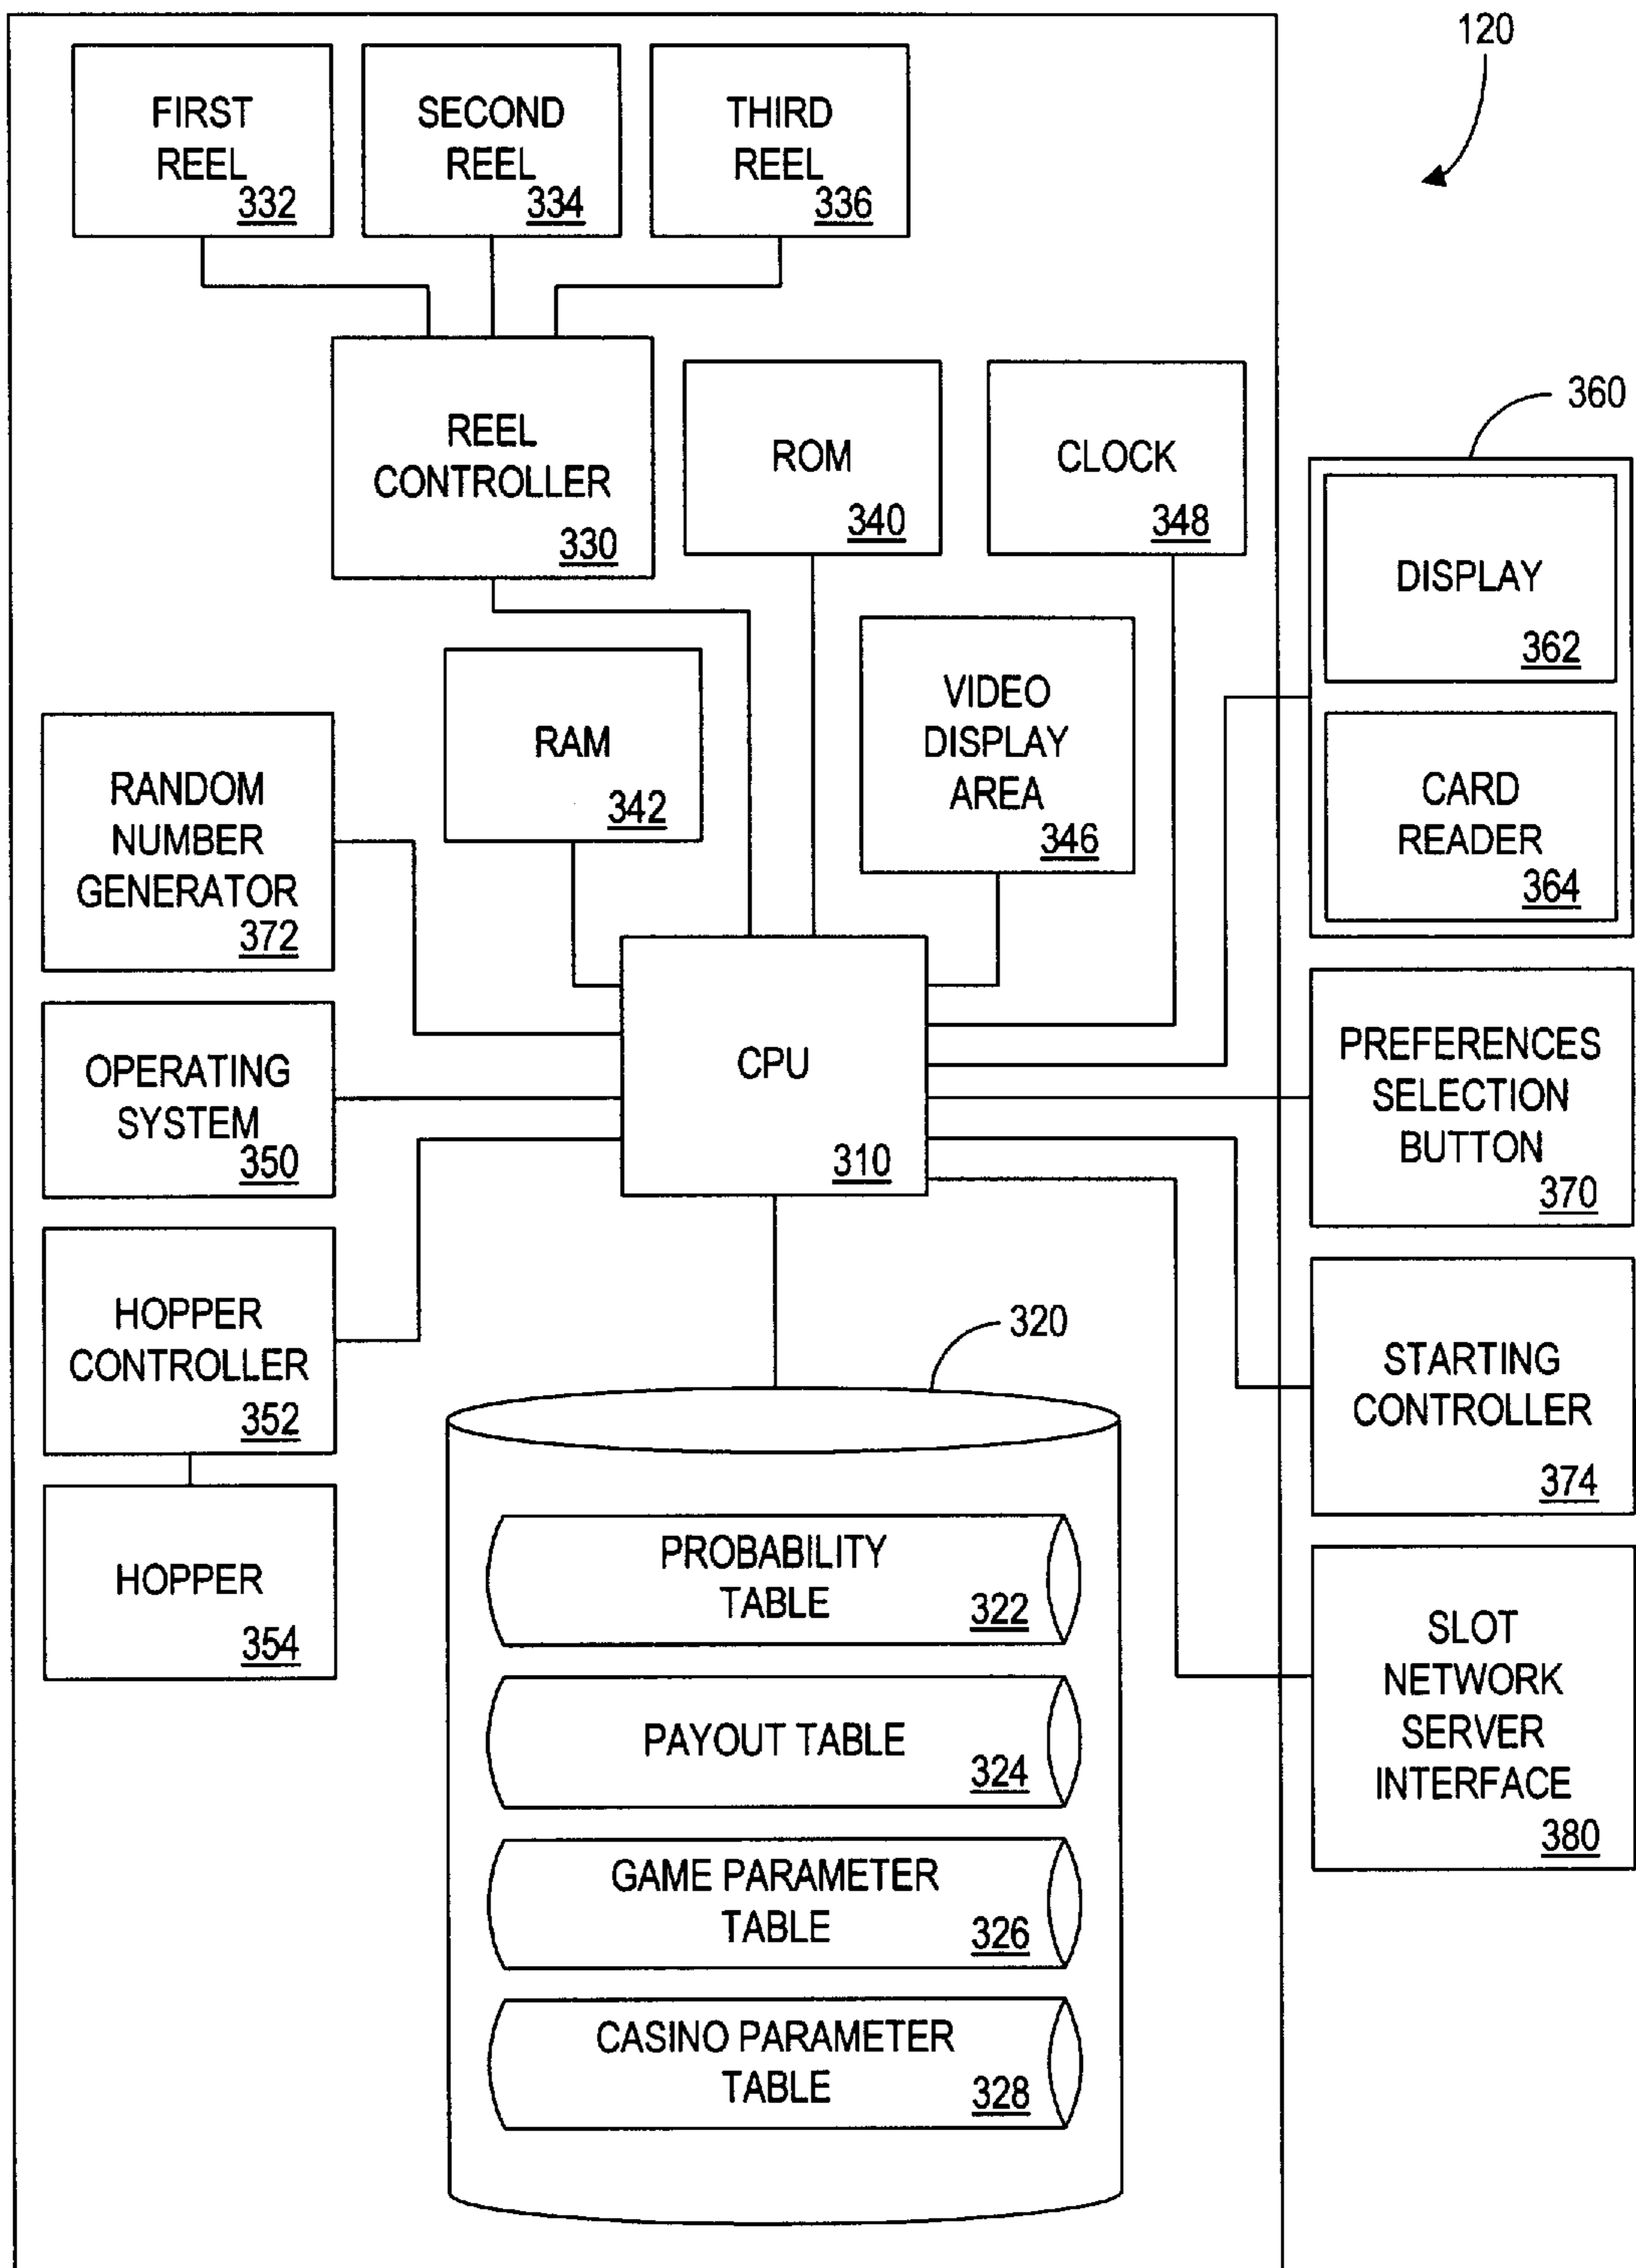 120
FIRST
REEL
332
SECOND
REEL
334
THIRD
REEL
336
REEL
CONTROLLER
330
ROM
340
CLOCK
348
360
DISPLAY
362
CARD
READER
364
RAM
342
VIDEO
DISPLAY
AREA
346
RANDOM
NUMBER
GENERATOR
372
OPERATING
SYSTEM
350
CPU
310
PREFERENCES
SELECTION
BUTTON
370
HOPPER
CONTROLLER
352
HOPPER
354
STARTING
CONTROLLER
374
SLOT
NETWORK
SERVER
INTERFACE
380
320
PROBABILITY
TABLE
322
PAYOUT TABLE
324
GAME PARAMETER
TABLE
326
CASINO PARAMETER
TABLE
328